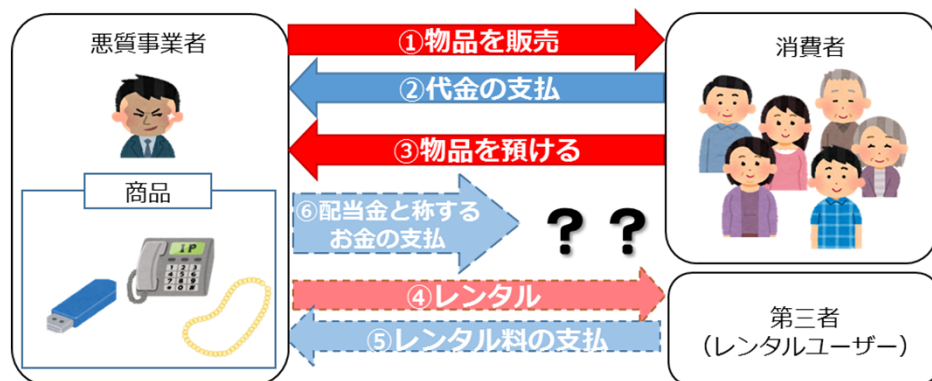 悪質事業者
①物品を販売
消費者
②代金の支払
③物品を預ける
商品
IP
⑥配当金と称する
お金の支払
? ?
④レンタル
⑤レンタル料の支払
第三者
(レンタルユーザー)